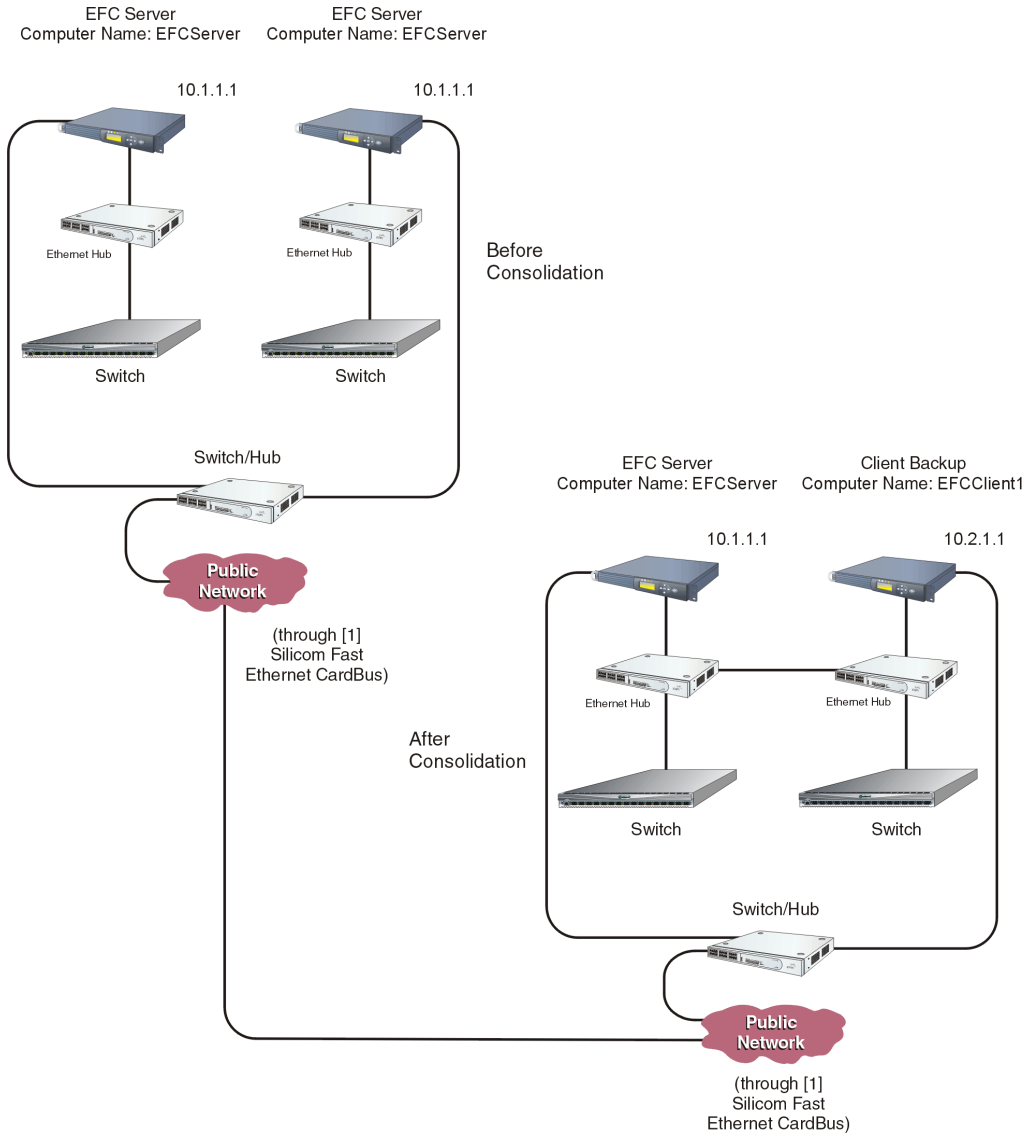 EFC Server
Computer Name: EFCServer
EFC Server
Computer Name: EFCServer
10.1.1.1
10.1.1.1
Ethernet Hub
Ethernet Hub
Before
Consolidation
Switch
Switch
Switch/Hub
Public
Network
(through [1]
Silicom Fast
Ethernet CardBus)
EFC Server
Computer Name: EFCServer
Client Backup
Computer Name: EFCClient1
10.1.1.1
10.2.1.1
Ethernet Hub
Ethernet Hub
After
Consolidation
Switch
Switch
Switch/Hub
Public
Network
(through [1]
Silicom Fast
Ethernet CardBus)